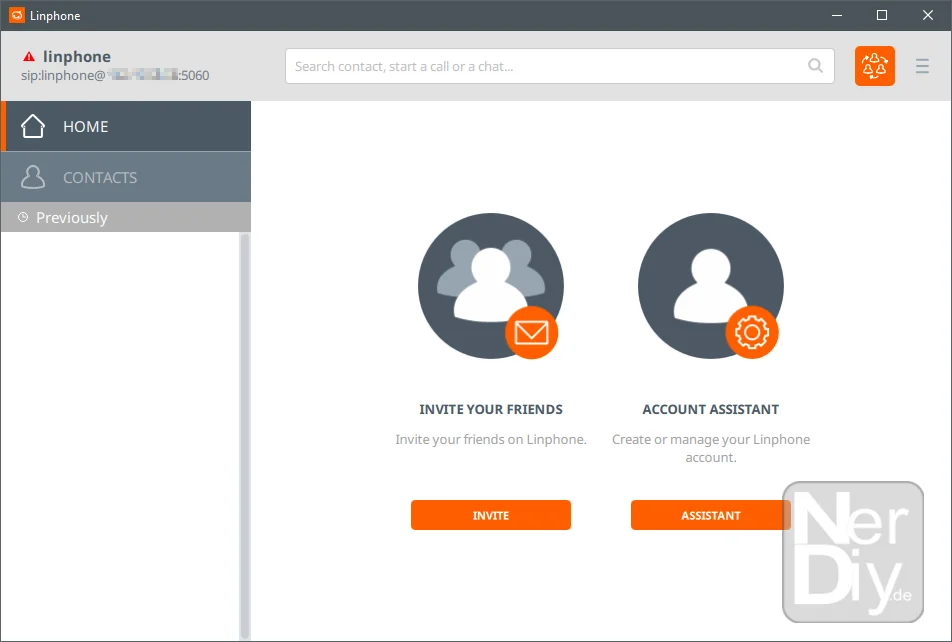 Linphone
linphone
sip:linphone@ :5060
Search contact, start a call or a chat...
HOME
CONTACTS
Previously
INVITE YOUR FRIENDS
Invite your friends on Linphone.
INVITE
ACCOUNT ASSISTANT
Create or manage your Linphone
account.
ASSISTANT
Ner
Diy.de